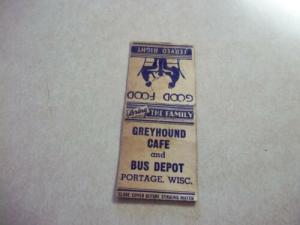 SERVED RIGHT
GOOD FOOD
Bring THE FAMILY
GREYHOUND
CAFE
and
BUS DEPOT
PORTAGE, WISC.
CLOSE COVER BEFORE STRIKING MATCH